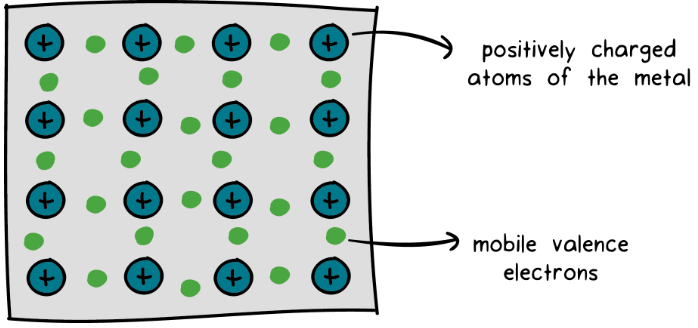 + + + +
positively charged
atoms of the metal
+ + + +
+ + + +
mobile valence
electrons
+ + + +